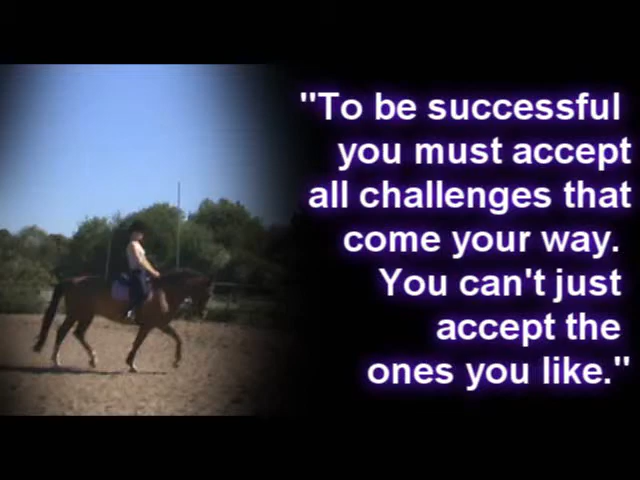 "To be successful
you must accept
all challenges that
come your way.
You can't just
accept the
ones you like."